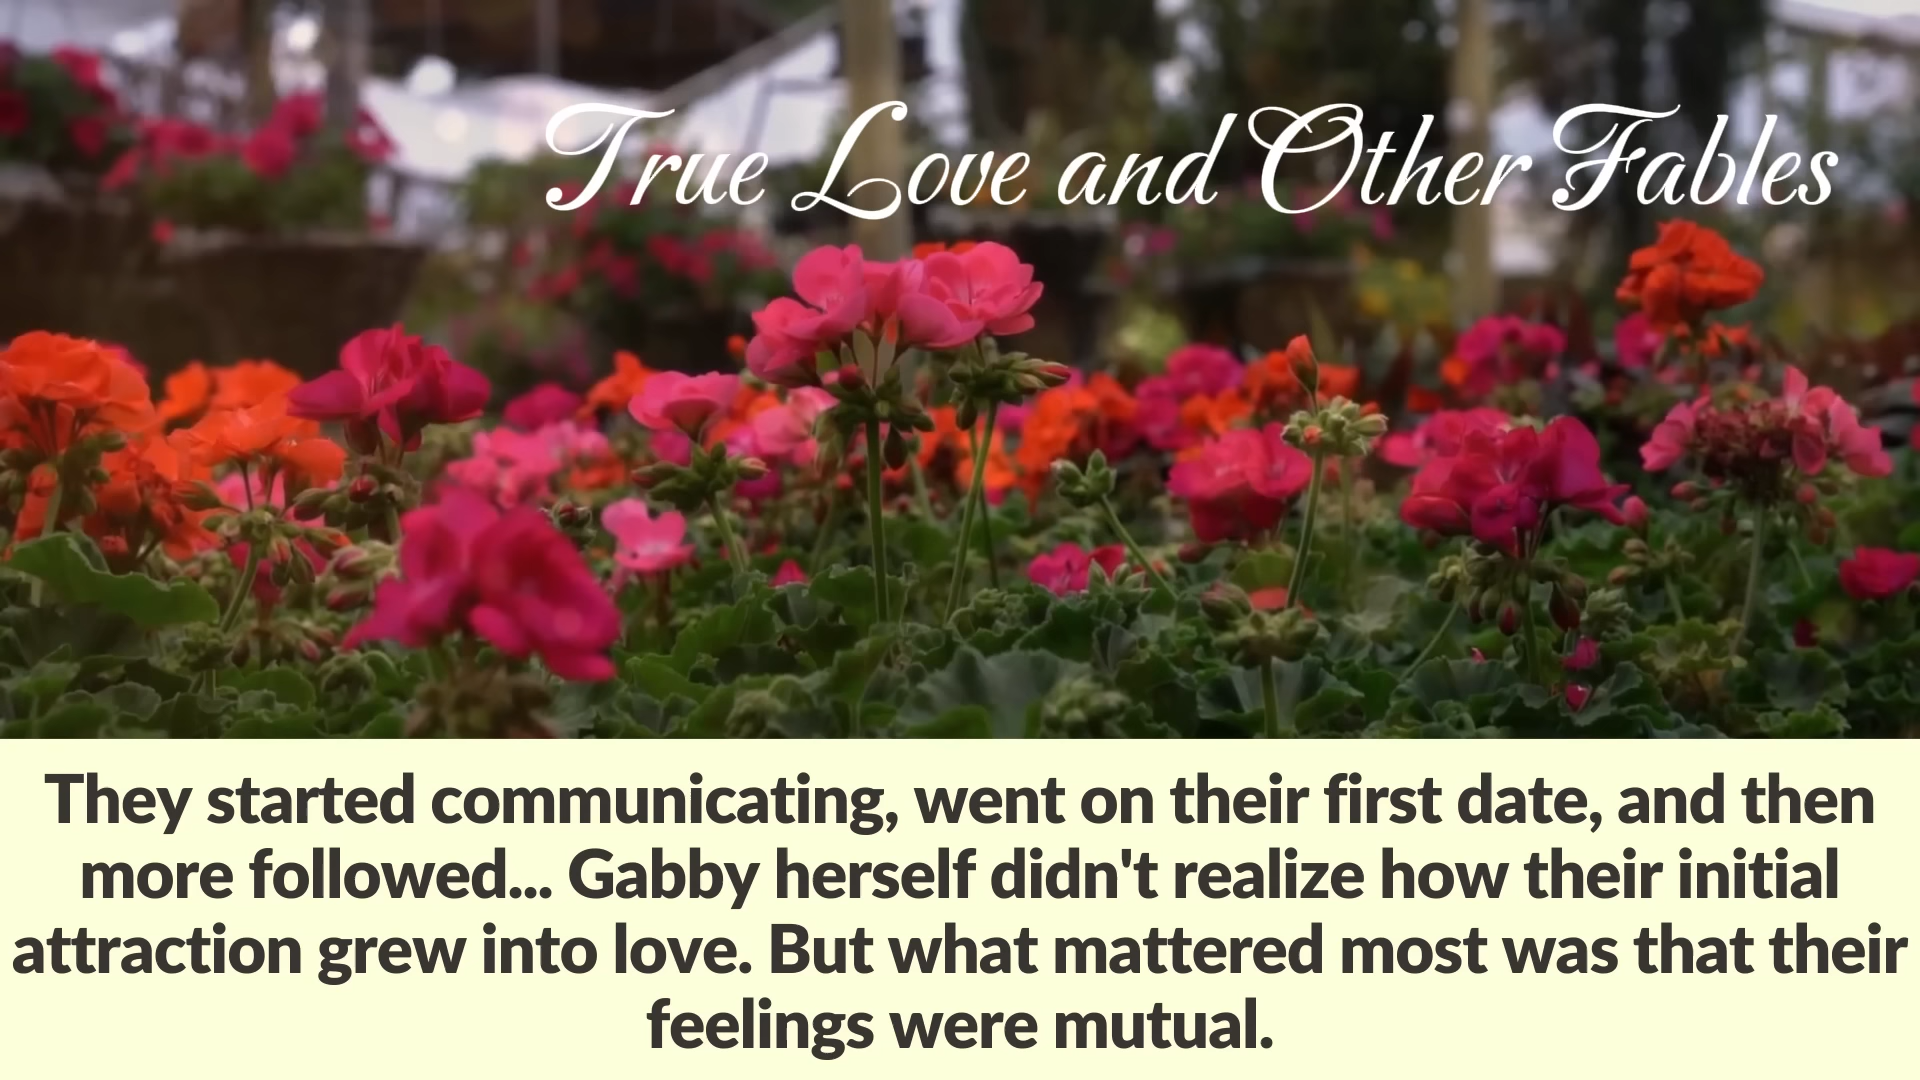 True Love and Other Fables
They started communicating, went on their first date, and then
more followed... Gabby herself didn't realize how their initial
attraction grew into love. But what mattered most was that their
feelings were mutual.